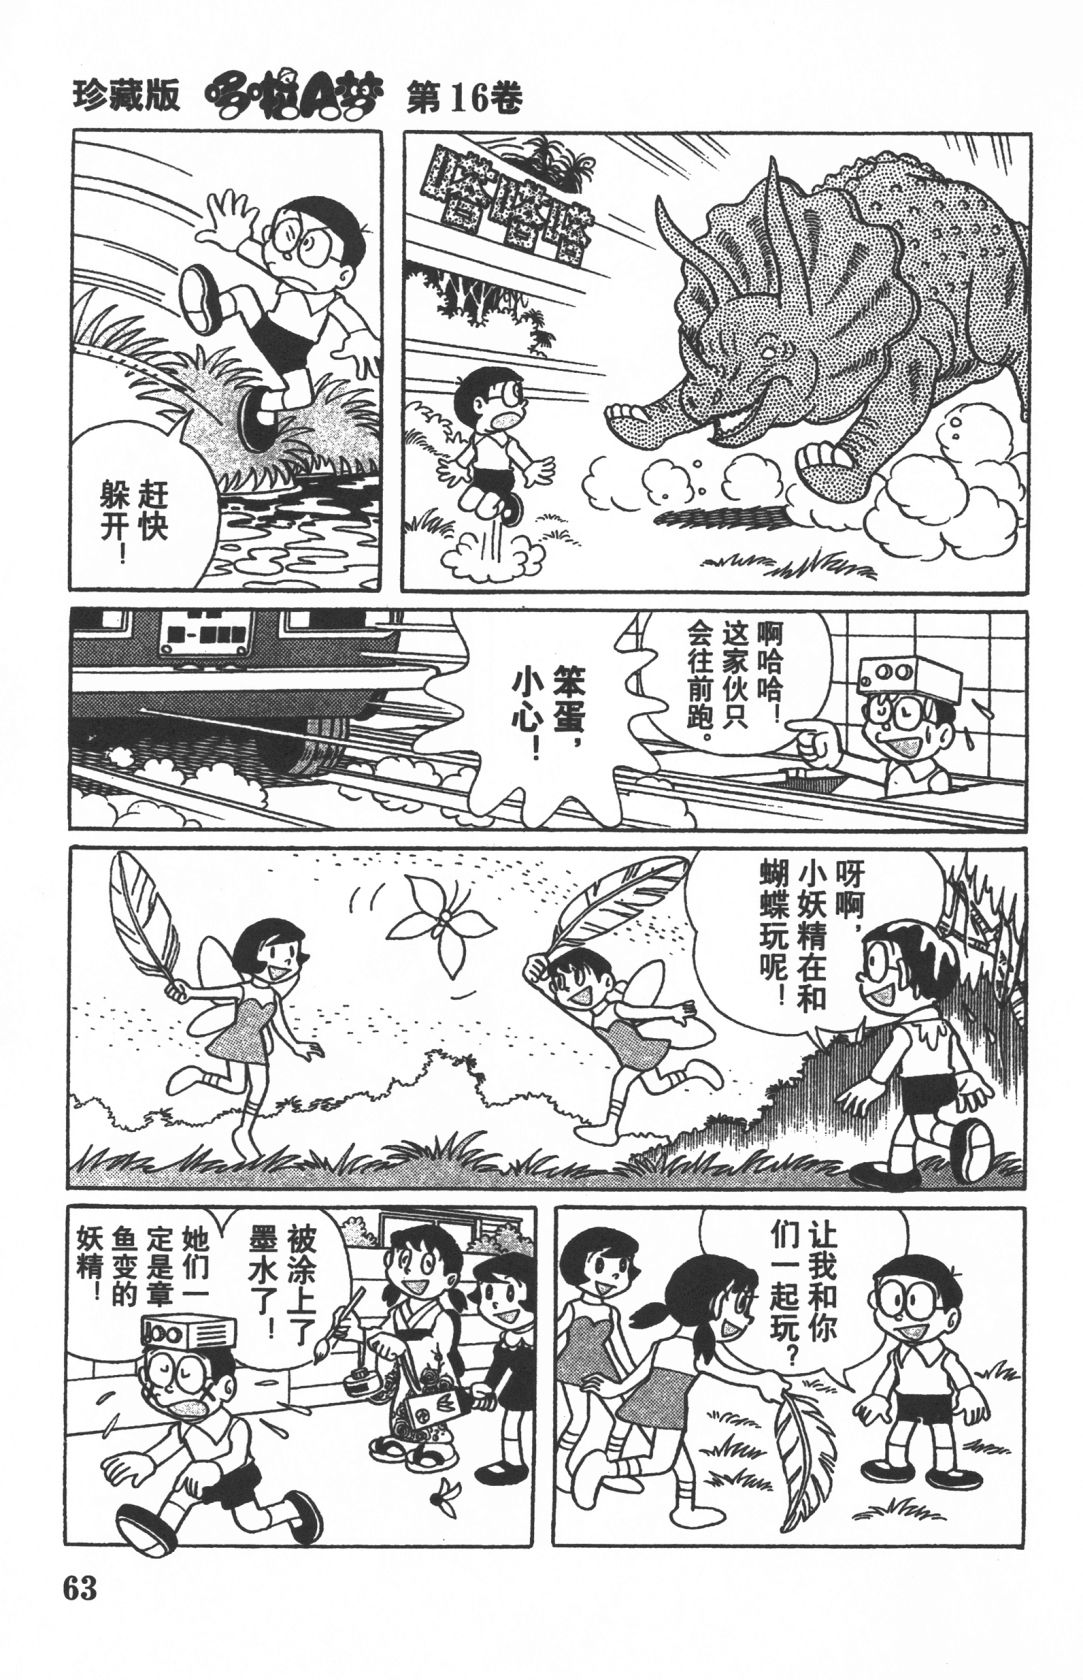 珍藏版 哆啦A梦 第16卷
嗒嗒嗒
赶快
躲开！
啊哈哈！
这家伙只
会往前跑。
笨蛋，
小心！
呀啊，
小妖精在和
蝴蝶玩呢！
让我和你
们一起玩？
被涂上了
墨水了！
她们一
定是章
鱼变的
妖精！
63